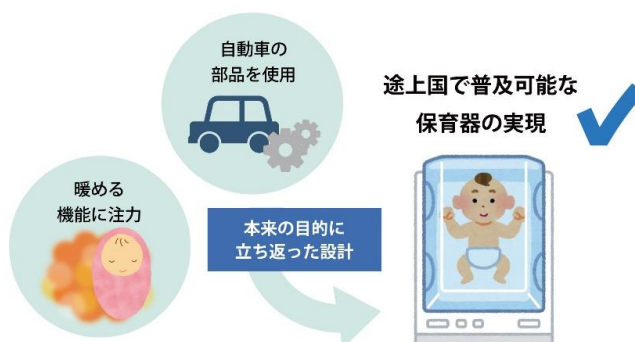 自動車の
部品を使用
途上国で普及可能な
保育器の実現
暖める
機能に注力
本来の目的に
立ち返った設計